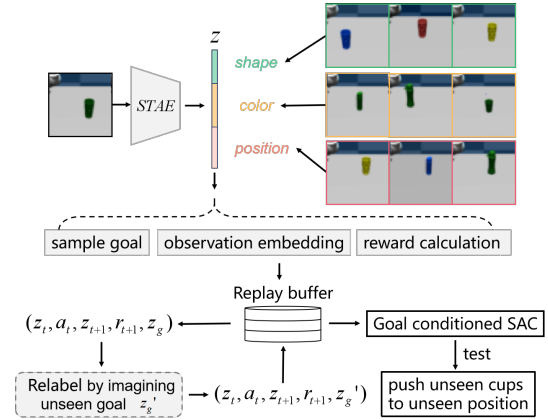 z
shape
STAE
color
position
sample goal
observation embedding
reward calculation
Replay buffer
(z_t, a_t, z_{t+1}, r_{t+1}, z_g)
Goal conditioned SAC
test
Relabel by imagining
unseen goal z_g'
(z_t, a_t, z_{t+1}, r_{t+1}, z_g')
push unseen cups
to unseen position